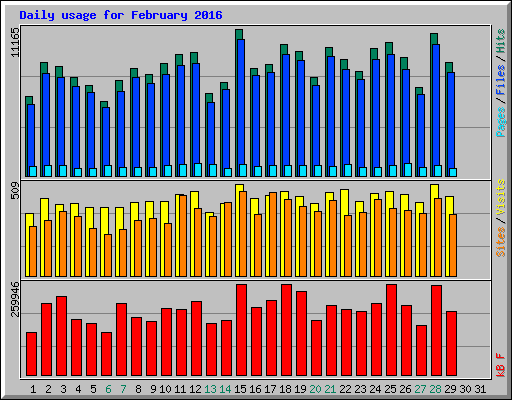 Daily usage for February 2016
11165
Pages / Files / Hits
509
Sites / Visits
259946
kB F
1 2 3 4 5 6 7 8 9 10 11 12 13 14 15 16 17 18 19 20 21 22 23 24 25 26 27 28 29 30 31